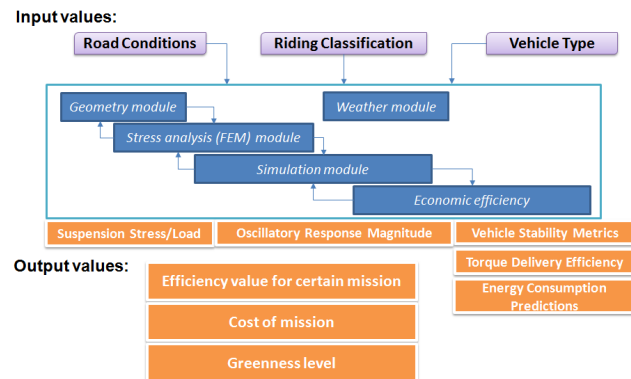 Input values:
Road Conditions
Riding Classification
Vehicle Type
Geometry module
Weather module
Stress analysis (FEM) module
Simulation module
Economic efficiency
Suspension Stress/Load
Oscillatory Response Magnitude
Vehicle Stability Metrics
Torque Delivery Efficiency
Energy Consumption
Predictions
Output values:
Efficiency value for certain mission
Cost of mission
Greenness level